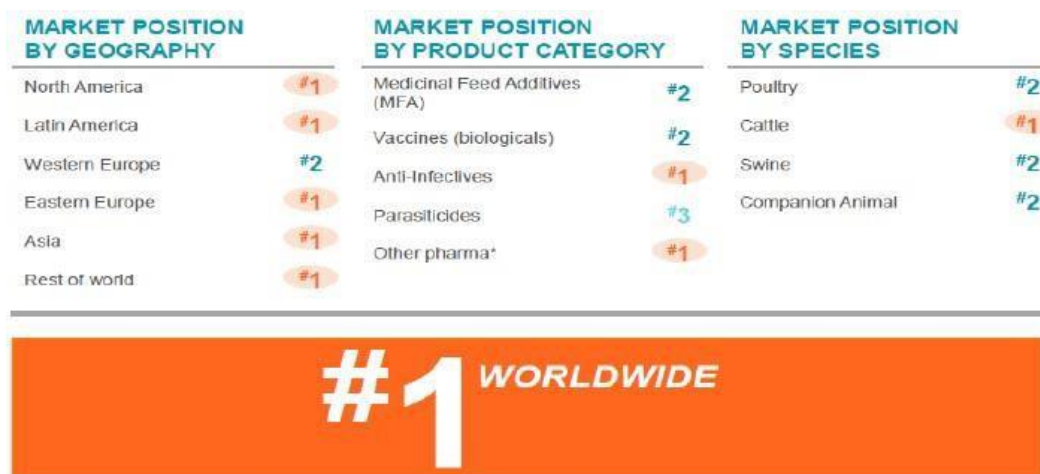 MARKET POSITION
BY GEOGRAPHY
North America #1
Latin America #1
Western Europe #2
Eastern Europe #1
Asia #1
Rest of world #1
MARKET POSITION
BY PRODUCT CATEGORY
Medicinal Feed Additives
(MFA) #2
Vaccines (biologicals) #2
Anti-Infectives #1
Parasiticides #3
Other pharma* #1
MARKET POSITION
BY SPECIES
Poultry #2
Cattle #1
Swine #2
Companion Animal #2
#1 WORLDWIDE